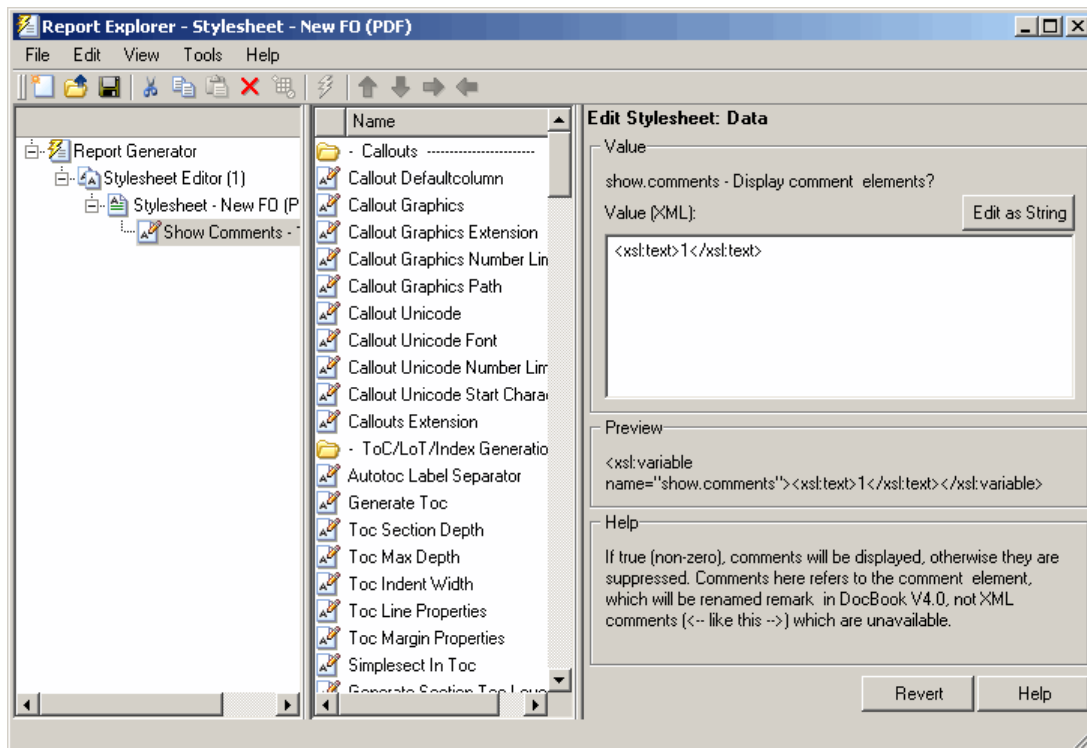 Report Explorer - Stylesheet - New FO (PDF)
File Edit View Tools Help
Report Generator
Stylesheet Editor (1)
Stylesheet - New FO (P
Show Comments -
Name
- Callouts ------------------------
Callout Defaultcolumn
Callout Graphics
Callout Graphics Extension
Callout Graphics Number Lin
Callout Graphics Path
Callout Unicode
Callout Unicode Font
Callout Unicode Number Lim
Callout Unicode Start Charac
Callouts Extension
- ToC/LoT/Index Generatio
Autotoc Label Separator
Generate Toc
Toc Section Depth
Toc Max Depth
Toc Indent Width
Toc Line Properties
Toc Margin Properties
Simplesect In Toc
Generate Section Toc Leve
Edit Stylesheet: Data
Value
show.comments - Display comment elements?
Value (XML):
Edit as String
<xsl:text>1</xsl:text>
Preview
<xsl:variable
name="show.comments"><xsl:text>1</xsl:text></xsl:variable>
Help
If true (non-zero), comments will be displayed, otherwise they are
suppressed. Comments here refers to the comment element,
which will be renamed remark in DocBook V4.0, not XML
comments (<-- like this -->) which are unavailable.
Revert
Help